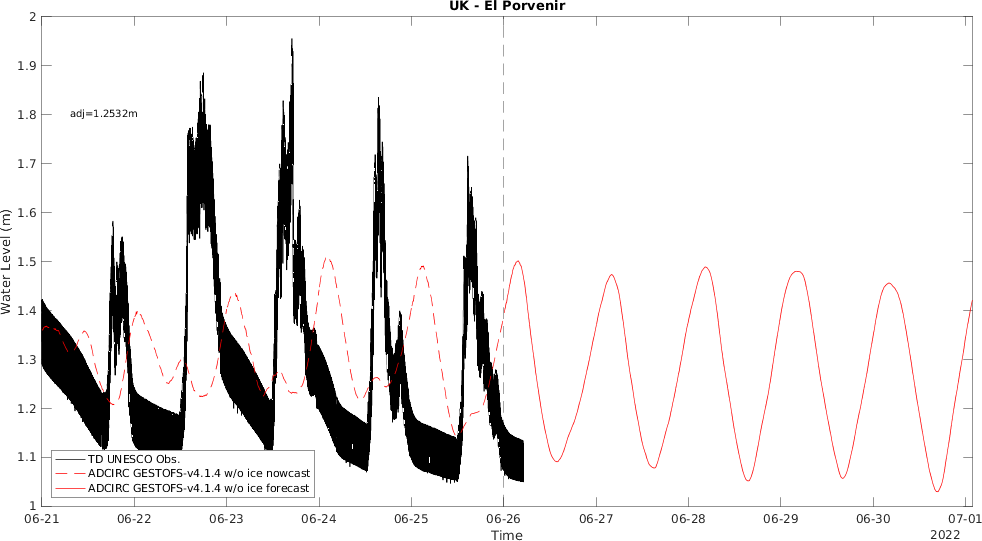 UK - El Porvenir
2
1.9
1.8
1.7
1.6
1.5
1.4
1.3
1.2
1.1
1
Water Level (m)
adj=1.2532m
TD UNESCO Obs.
ADCIRC GESTOFS-v4.1.4 w/o ice nowcast
ADCIRC GESTOFS-v4.1.4 w/o ice forecast
06-21 06-22 06-23 06-24 06-25 06-26 06-27 06-28 06-29 06-30 07-01
Time
2022